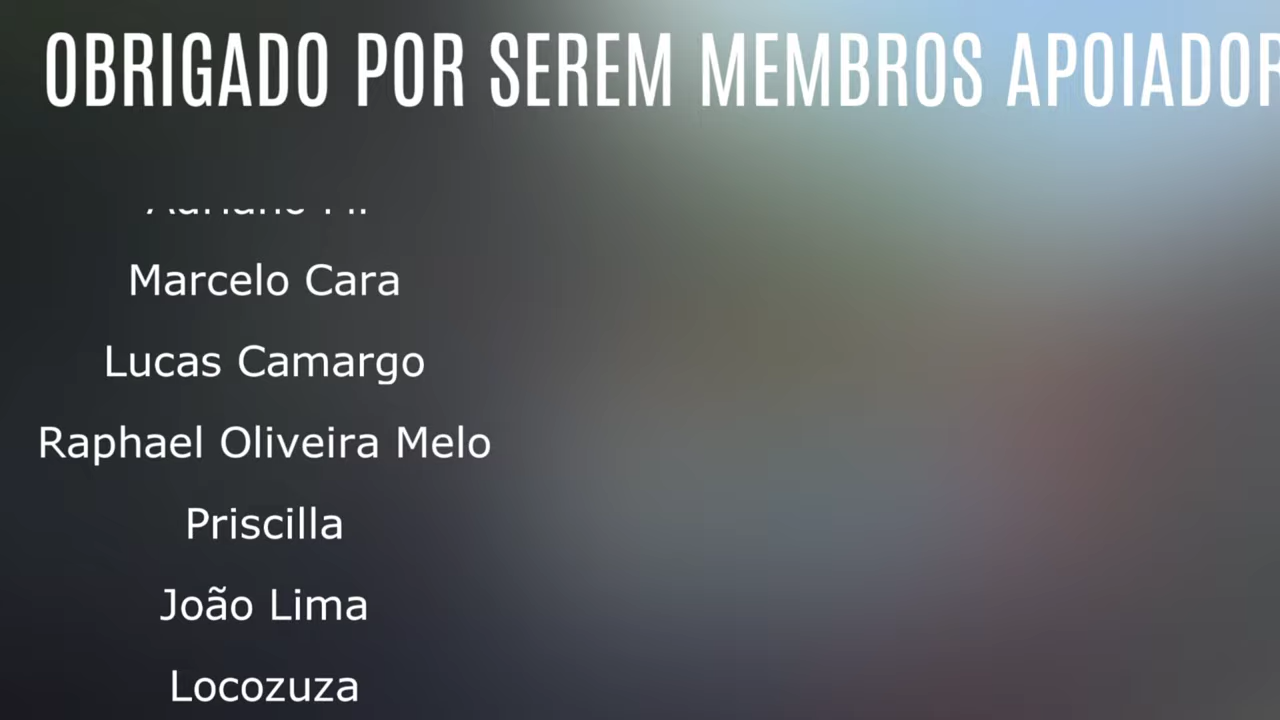 OBRIGADO POR SEREM MEMBROS APOIADOR
Marcelo Cara
Lucas Camargo
Raphael Oliveira Melo
Priscilla
João Lima
Locozuza